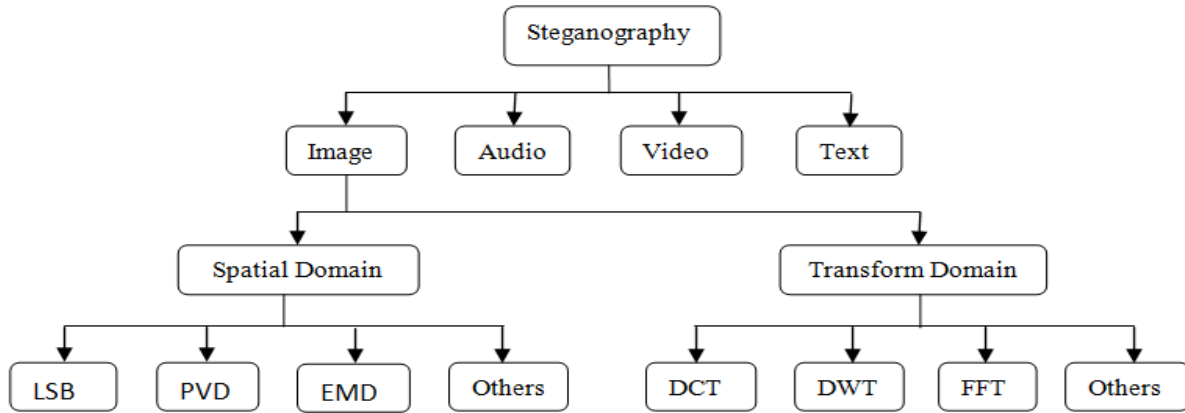 Steganography
Image
Audio
Video
Text
Spatial Domain
Transform Domain
LSB
PVD
EMD
Others
DCT
DWT
FFT
Others